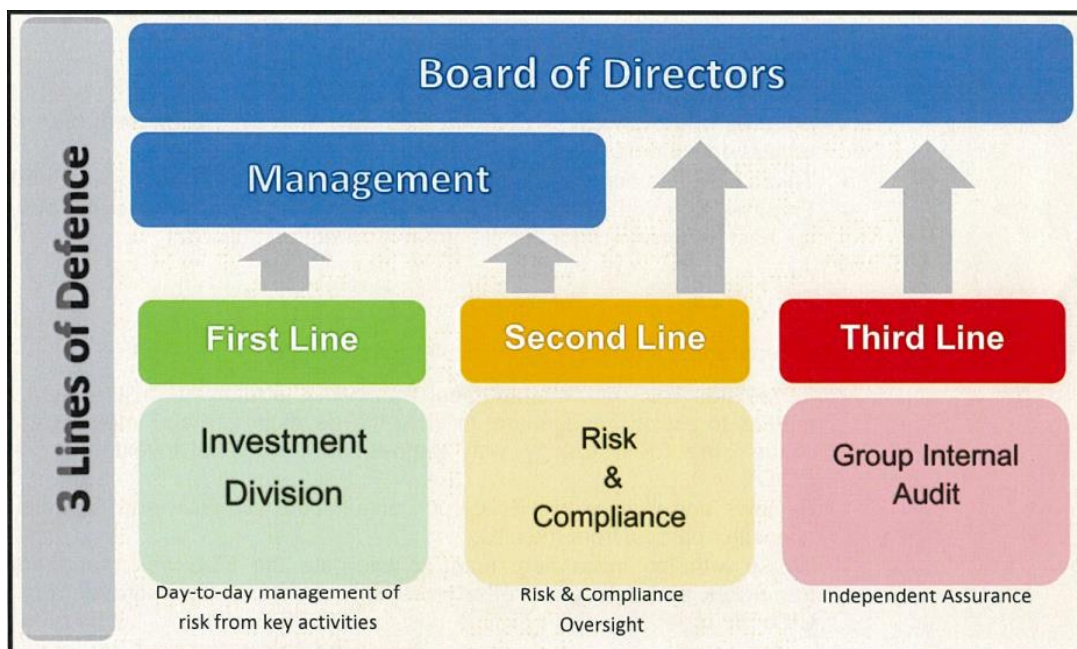 3 Lines of Defence
Board of Directors
Management
First Line
Second Line
Third Line
Investment
Division
Risk
&
Compliance
Group Internal
Audit
Day-to-day management of
risk from key activities
Risk & Compliance
Oversight
Independent Assurance